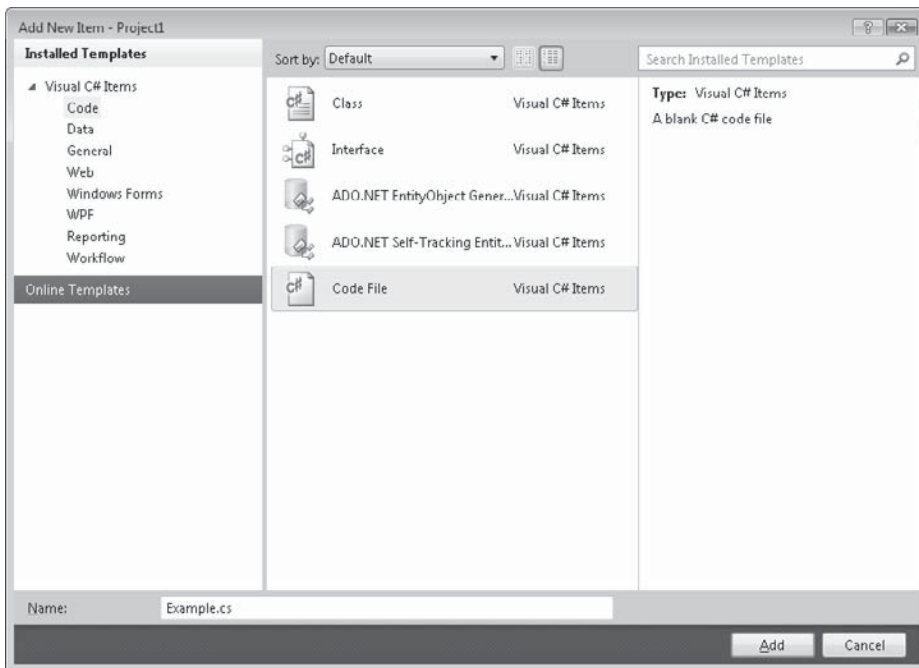 Add New Item - Project1
Installed Templates
Visual C# Items
Code
Data
General
Web
Windows Forms
WPF
Reporting
Workflow
Online Templates
Sort by: Default
Class Visual C# Items
Interface Visual C# Items
ADO.NET EntityObject Gener... Visual C# Items
ADO.NET Self-Tracking Entit... Visual C# Items
Code File Visual C# Items
Search Installed Templates
Type: Visual C# Items
A blank C# code file
Name: Example.cs
Add Cancel